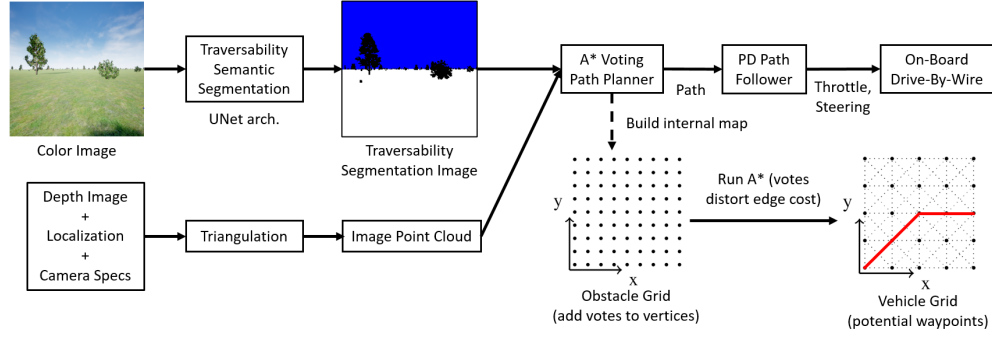 Traversability
Semantic
Segmentation
UNet arch.
Color Image
Traversability
Segmentation Image
A* Voting
Path Planner
Path
PD Path
Follower
Throttle,
Steering
On-Board
Drive-By-Wire
Build internal map
Depth Image
+
Localization
+
Camera Specs
Triangulation
Image Point Cloud
y
x
Obstacle Grid
(add votes to vertices)
Run A* (votes
distort edge cost)
y
x
Vehicle Grid
(potential waypoints)